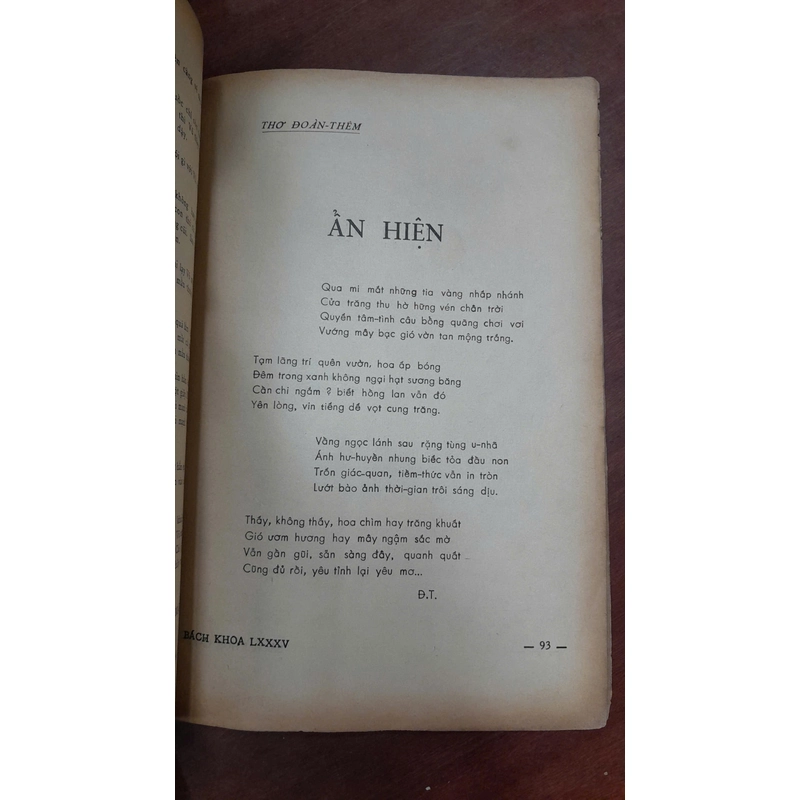 THƠ ĐOÀN-THÊM
ẨN HIỆN
Qua mi mắt những tia vàng nhấp nhánh
Cửa trăng thu hờ hững vén chân trời
Quyến tâm-tình câu bồng quãng chơi vơi
Vướng mây bạc gió vờn tan mộng trắng.
Tạm lãng trí quên vườn, hoa ắp bóng
Đêm trong xanh không ngại hạt sương băng
Cần chi ngắm ? biết hồng lan vẫn đó
Yên lòng, vin tiếng dế vọt cung trăng.
Vầng ngọc lánh sau rặng tùng u-nhã
Ánh hư-huyền nhung biếc tỏa đầu non
Trốn giác-quan, tiềm-thức vẫn in tròn
Lướt bào ảnh thời-gian trôi sáng dịu.
Thấy, không thấy, hoa chìm hay trăng khuất
Gió ươm hương hay mây ngậm sắc mờ
Vẫn gần gũi, sẵn sàng đấy, quanh quất
Cũng đủ rồi, yêu tỉnh lại yêu mơ...
Đ.T.
BÁCH KHOA LXXXV
— 93 —